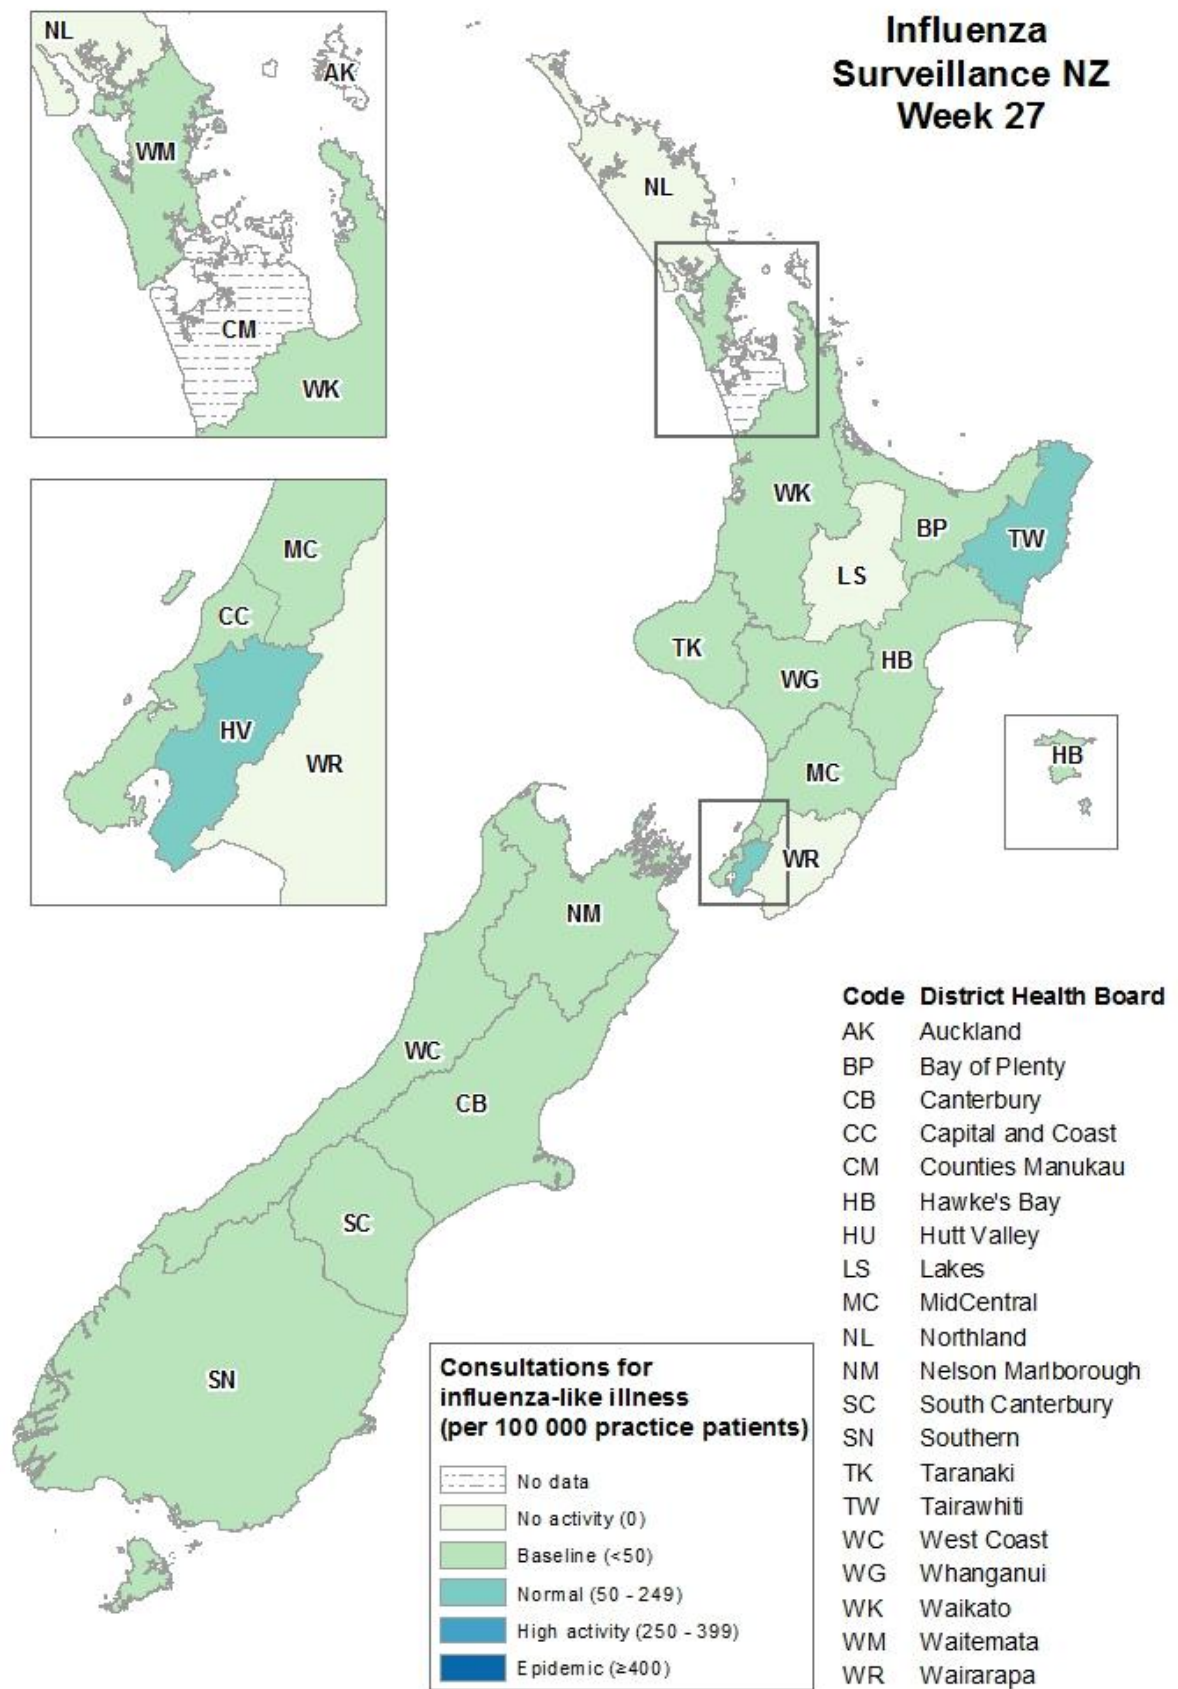 Influenza
Surveillance NZ
Week 27
NL
AK
WM
CM
WK
MC
CC
HV
WR
NL
WK
BP
TW
LS
TK
WG
HB
MC
WR
HB
NM
WC
CB
SC
SN
Consultations for
influenza-like illness
(per 100 000 practice patients)
No data
No activity (0)
Baseline (<50)
Normal (50 - 249)
High activity (250 - 399)
Epidemic (≥400)
Code District Health Board
AK Auckland
BP Bay of Plenty
CB Canterbury
CC Capital and Coast
CM Counties Manukau
HB Hawke's Bay
HU Hutt Valley
LS Lakes
MC MidCentral
NL Northland
NM Nelson Marlborough
SC South Canterbury
SN Southern
TK Taranaki
TW Tairawhiti
WC West Coast
WG Whanganui
WK Waikato
WM Waitemata
WR Wairarapa